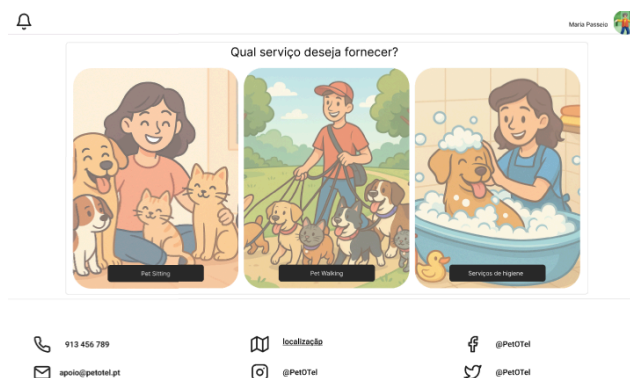 Maria Passeio
Qual serviço deseja fornecer?
Pet Sitting
Pet Walking
Serviços de higiene
913 456 789
localização
@PetOTel
apoio@petotel.pt
@PetOTel
@PetOTel